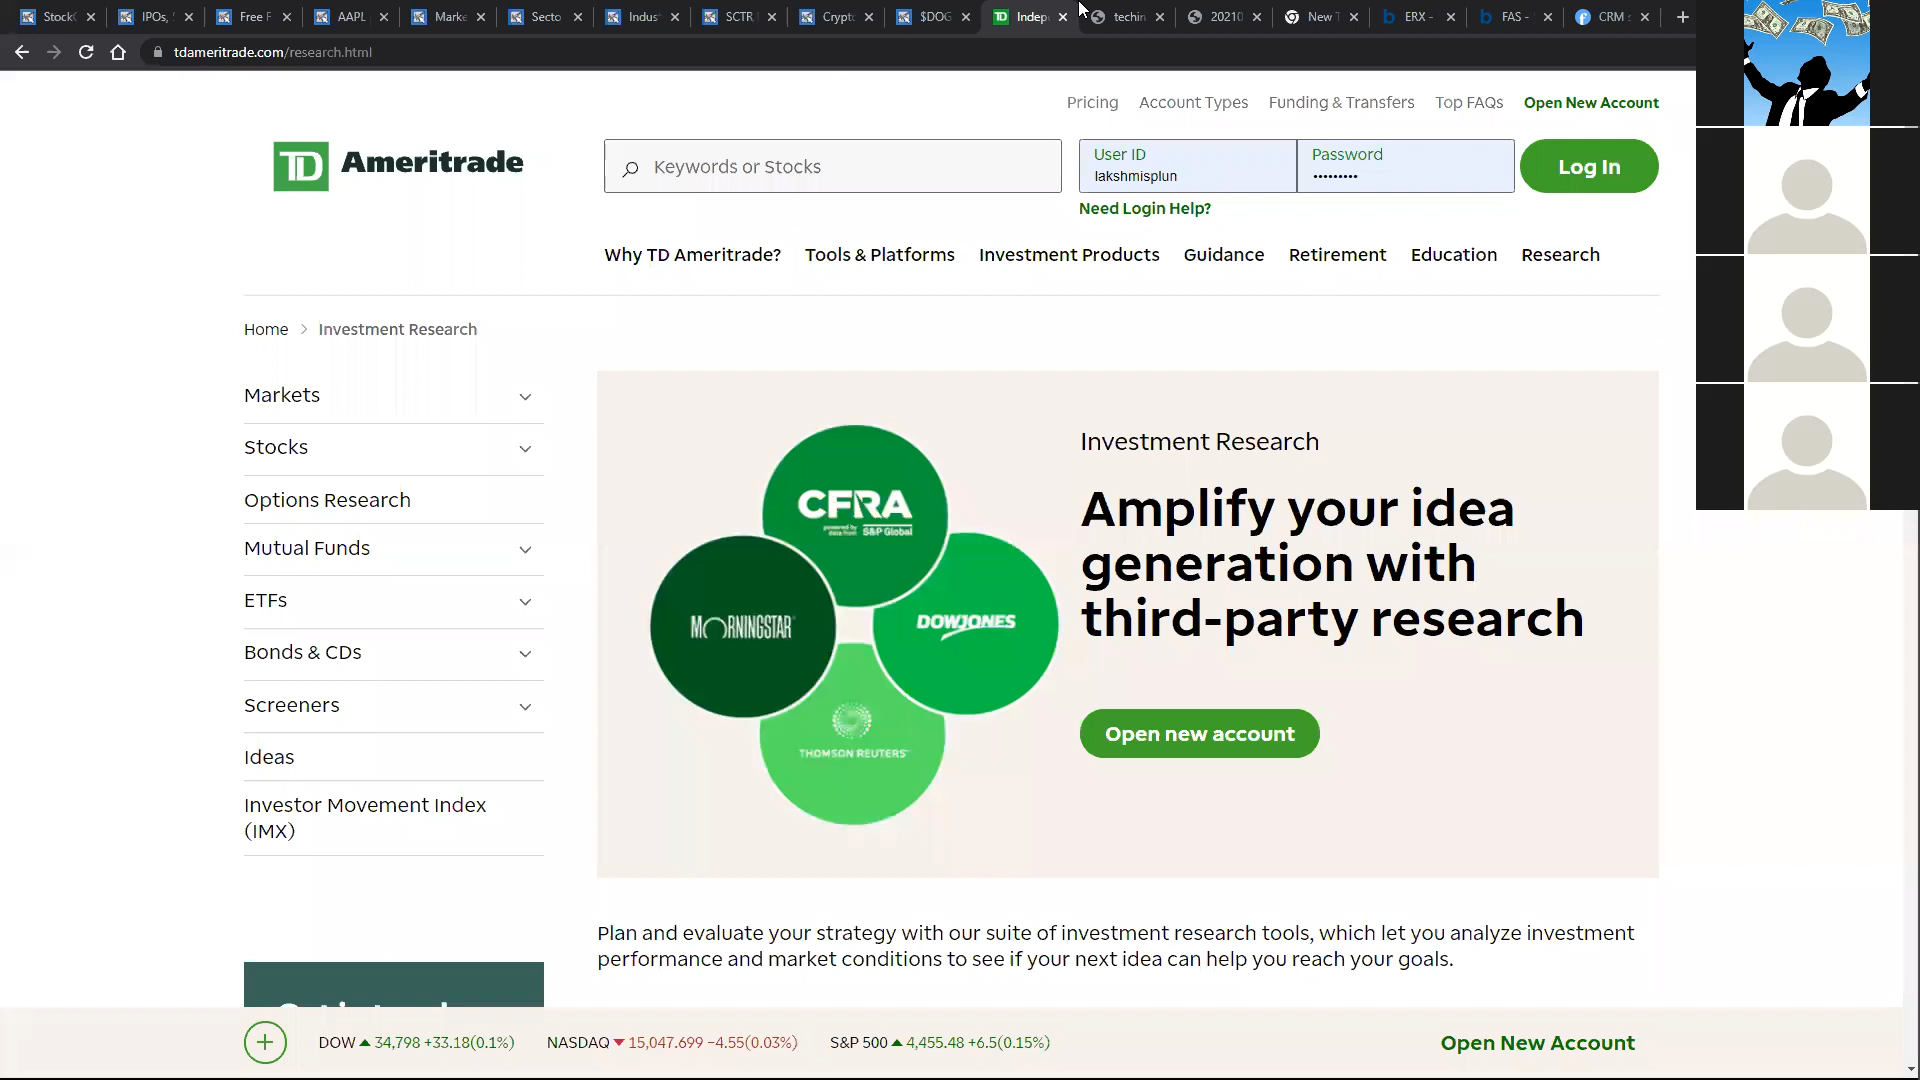 StockC
IPOs,
Free F
AAPL
Marke
Secto
Indus
SCTR
Crypto
$DOG
Indep
techin
20210
New T
ERX -
FAS -
CRM
tdameritrade.com/research.html
Pricing Account Types Funding & Transfers Top FAQs Open New Account
TD Ameritrade
Keywords or Stocks
User ID
lakshmisplun
Password
•••••••••
Log In
Need Login Help?
Why TD Ameritrade? Tools & Platforms Investment Products Guidance Retirement Education Research
Home > Investment Research
Markets
Stocks
Options Research
Mutual Funds
ETFs
Bonds & CDs
Screeners
Ideas
Investor Movement Index
(IMX)
CFRA
powered by
data from S&P Global
MORNINGSTAR
DOWJONES
THOMSON REUTERS
Investment Research
Amplify your idea
generation with
third-party research
Open new account
Plan and evaluate your strategy with our suite of investment research tools, which let you analyze investment
performance and market conditions to see if your next idea can help you reach your goals.
DOW ▲ 34,798 +33.18(0.1%) NASDAQ ▼ 15,047.699 −4.55(0.03%) S&P 500 ▲ 4,455.48 +6.5(0.15%)
Open New Account